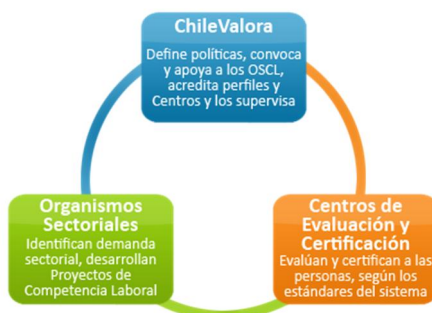 ChileValora
Define políticas, convoca
y apoya a los OSCL,
acredita perfiles y
Centros y los supervisa
Organismos
Sectoriales
Identifican demanda
sectorial, desarrollan
Proyectos de
Competencia Laboral
Centros de
Evaluación y
Certificación
Evalúan y certifican a las
personas, según los
estándares del sistema